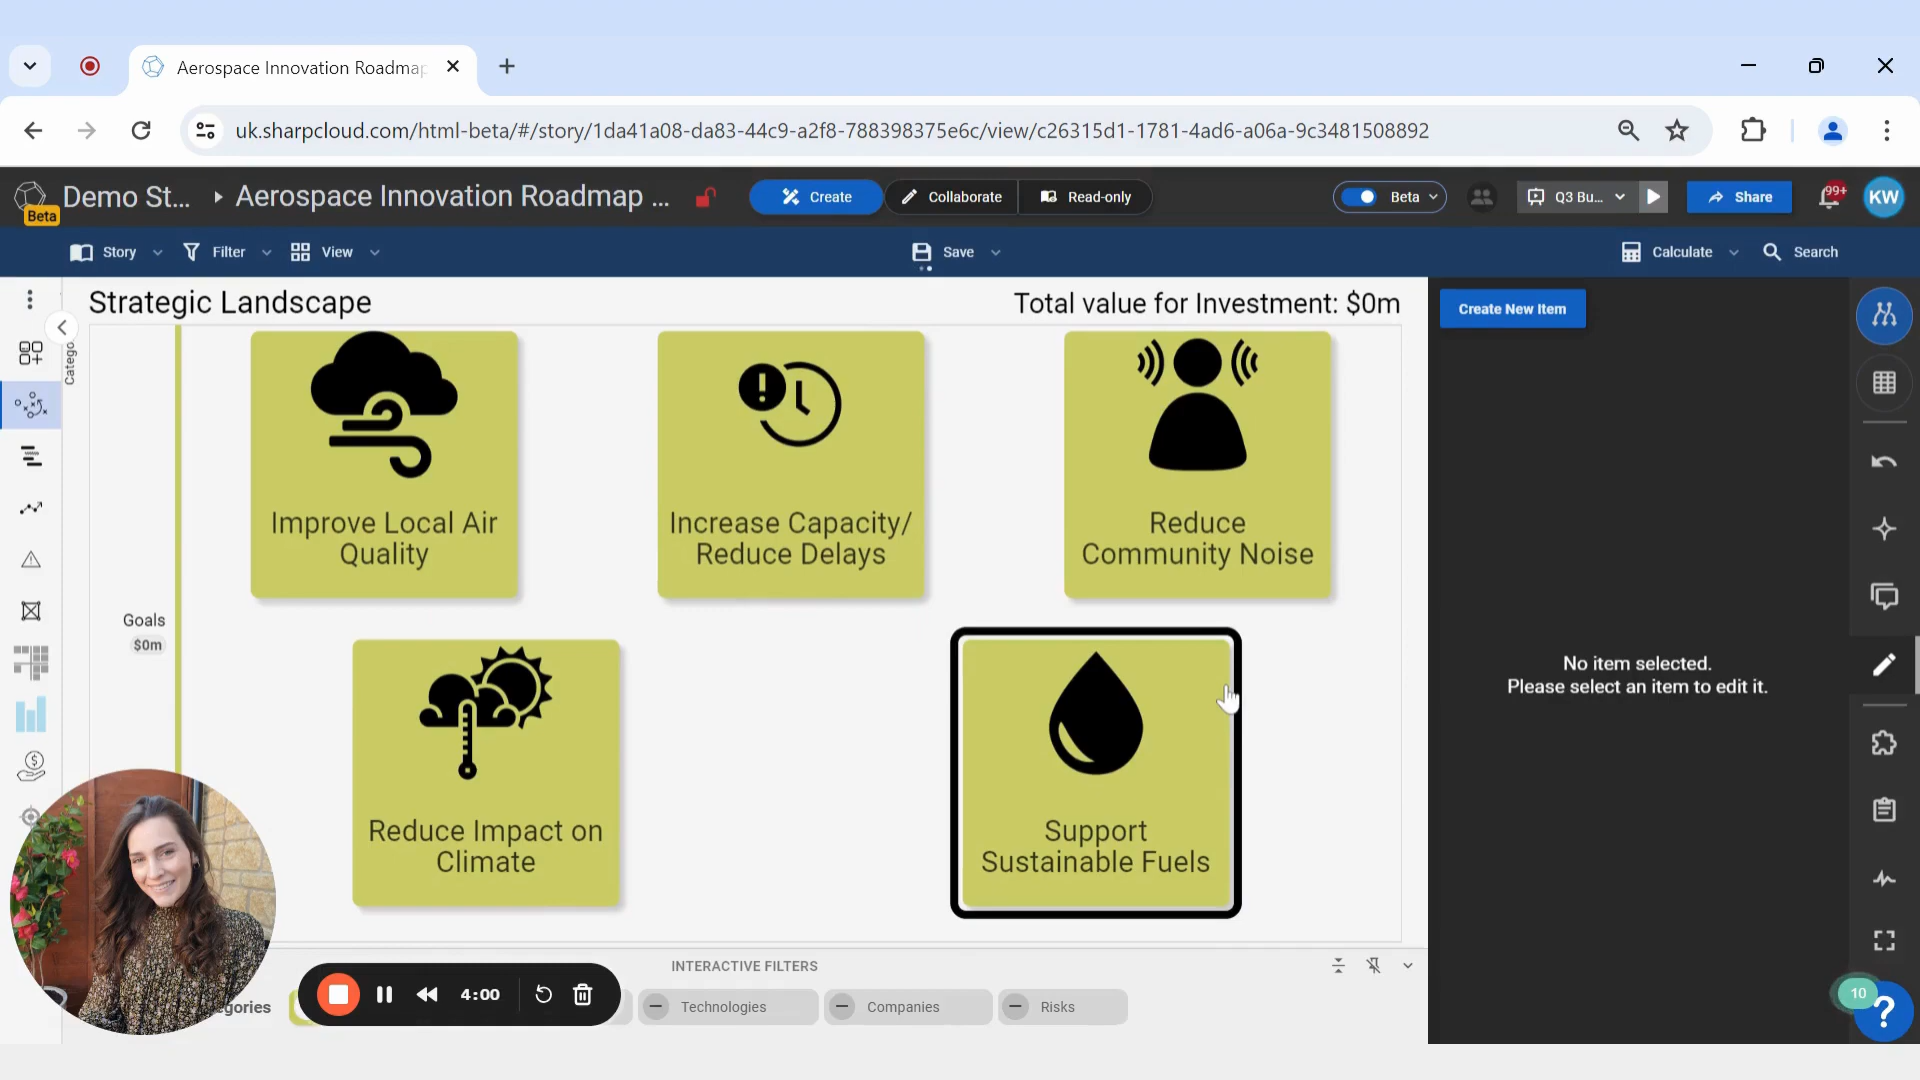 Aerospace Innovation Roadmap
uk.sharpcloud.com/html-beta/#/story/1da41a08-da83-44c9-a2f8-788398375e6c/view/c26315d1-1781-4ad6-a06a-9c3481508892
Beta
Demo St...
Aerospace Innovation Roadmap ...
Create
Collaborate
Read-only
Beta
Q3 Bu...
Share
99+
KW
Story
Filter
View
Save
Calculate
Search
Strategic Landscape
Total value for Investment: $0m
Create New Item
Catego
Improve Local Air
Quality
Increase Capacity/
Reduce Delays
Reduce
Community Noise
Goals
$0m
No item selected.
Please select an item to edit it.
Reduce Impact on
Climate
Support
Sustainable Fuels
INTERACTIVE FILTERS
4:00
gories
Technologies
Companies
Risks
10
?